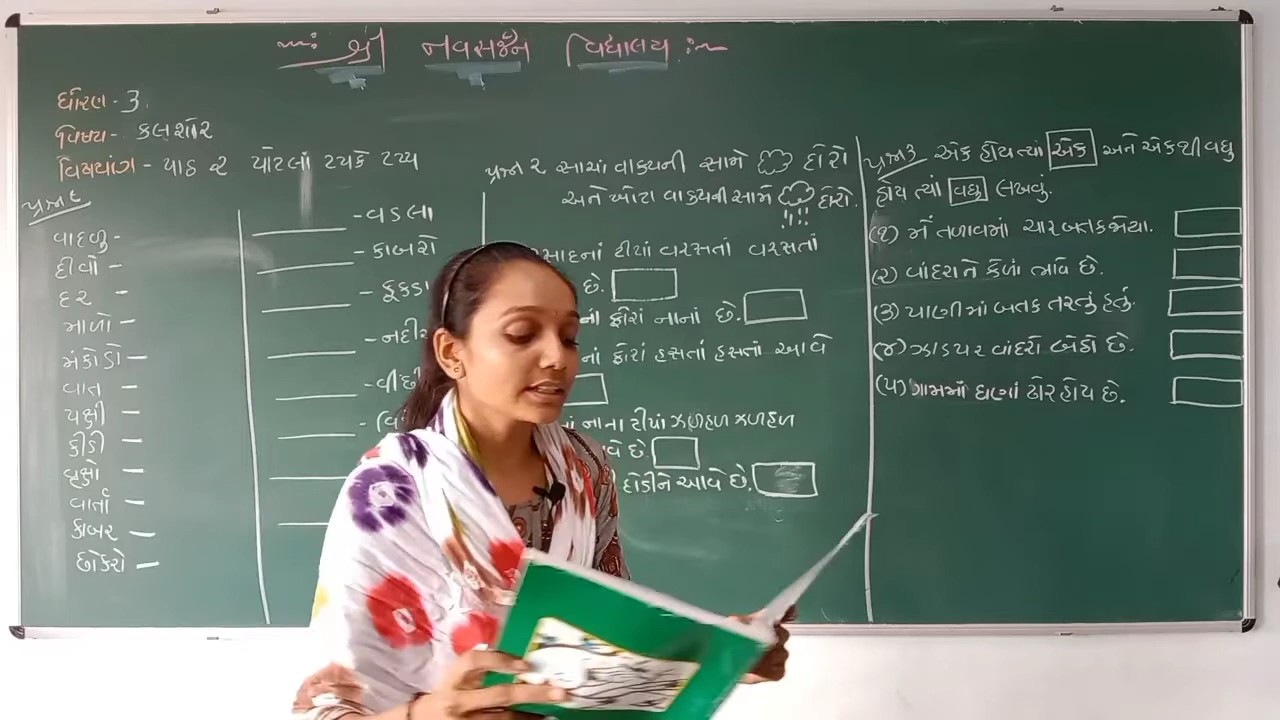 શ્રી નવસર્જન વિદ્યાલય
ધોરણ - 3.
વિષય - કલશોર
વિષયાંગ - પાઠ ૨ પોટલાં ટપકે ટપ્પ
પ્રશ્ન ૧
વાદળુ -
દીવો -
દર -
માળો -
મંકોડો -
વાત -
પક્ષી -
કીડી -
વૃક્ષો -
વાર્તા -
કાબર -
છોકરો -
- વડલા
- કાબરો
- કૂકડા
- નદી
- વીંછી
પ્રશ્ન ૨ સાચાં વાક્યની સામે દોરો
અને ખોટા વાક્યની સામે દોરો.
સાદનાં ટીપાં વરસતાં વરસતાં
છે.
નાં ફોરાં નાનાં છે.
નાં ફોરાં હસતાં હસતાં આવે
નાના ટીપાં ઝળહળ ઝળહળ
વે છે.
દોડીને આવે છે.
પ્રશ્ન ૩ એક હોય ત્યાં એક અને એકથી વધુ
હોય ત્યાં વધુ લખવું.
(૧) મેં તળાવમાં ચાર બતક જોયા.
(૨) વાંદરાને કેળાં ભાવે છે.
(૩) પાણીમાં બતક તરતું હતું.
(૪) ઝાડ પર વાંદરો બેઠો છે.
(૫) ગામમાં ઘણાં ઢોર હોય છે.